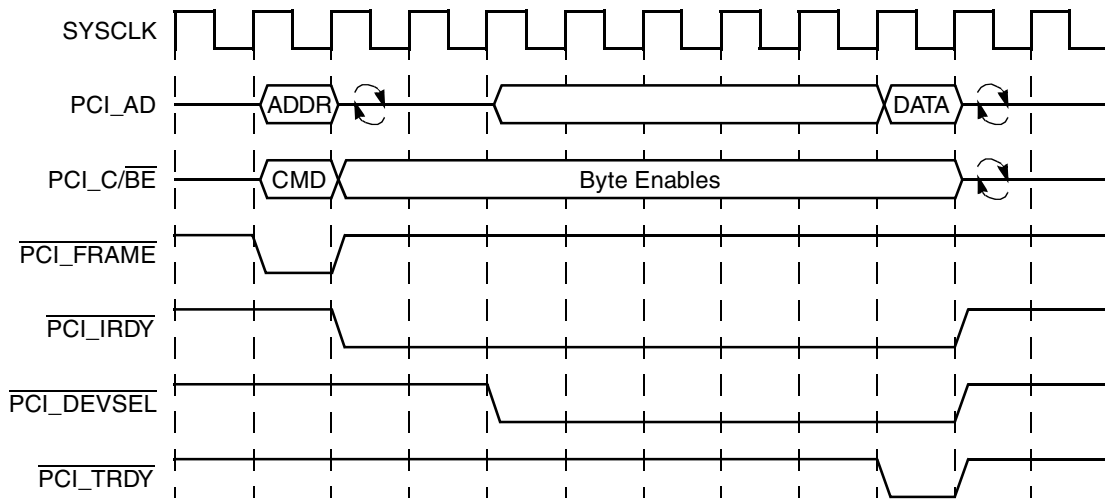 SYSCLK
PCI_AD
ADDR
DATA
PCI_C/BE
CMD
Byte Enables
PCI_FRAME
PCI_IRDY
PCI_DEVSEL
PCI_TRDY